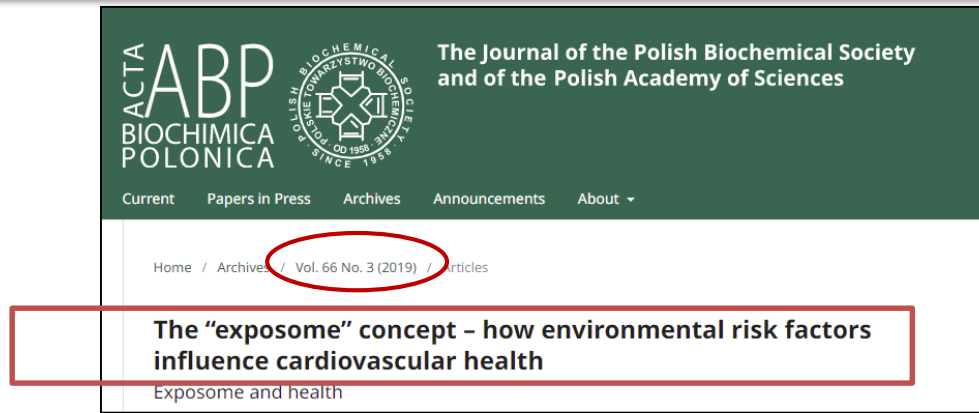 ACTA
ABP
BIOCHIMICA
POLONICA
POLISH BIOCHEMICAL SOCIETY
POLSKIE TOWARZYSTWO BIOCHEMICZNE
OD 1958
SINCE 1958
The Journal of the Polish Biochemical Society
and of the Polish Academy of Sciences
Current Papers in Press Archives Announcements About
Home / Archives / Vol. 66 No. 3 (2019) / Articles
The “exposome” concept – how environmental risk factors
influence cardiovascular health
Exposome and health